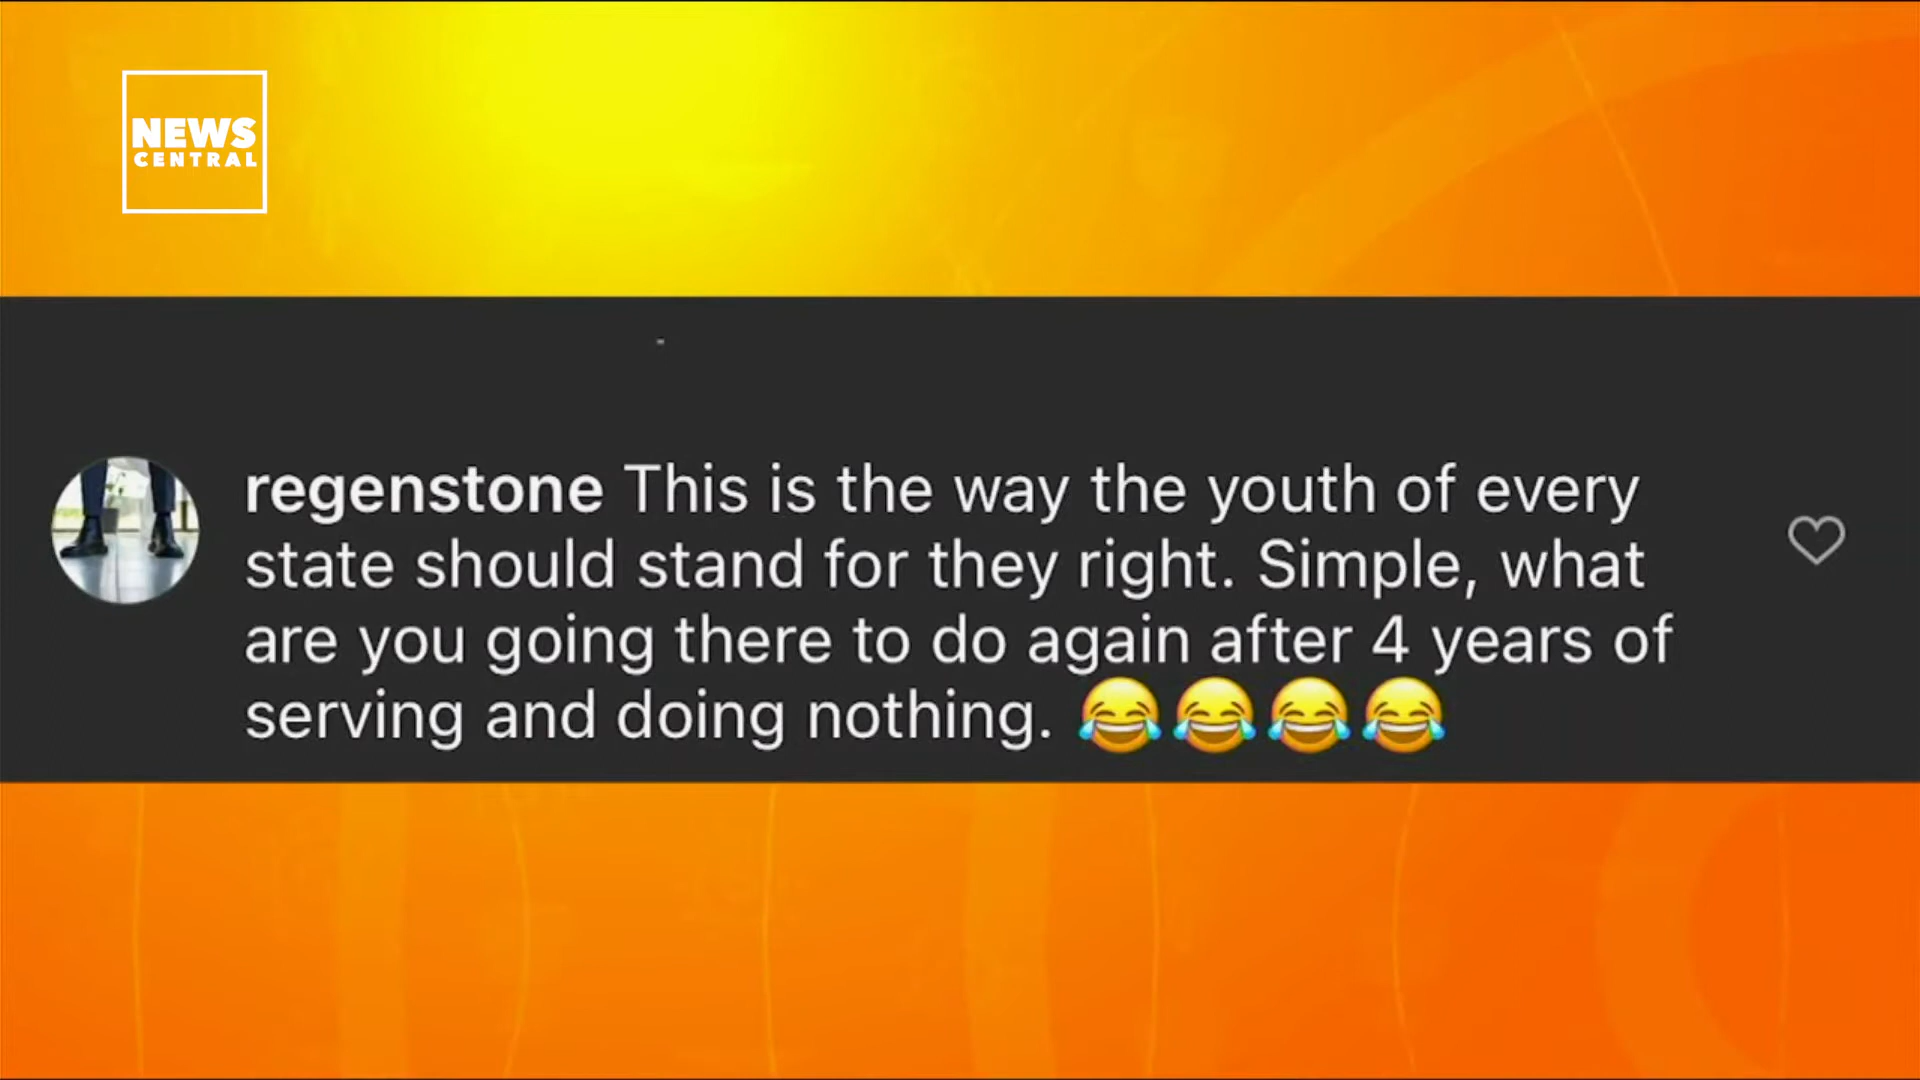 NEWS
CENTRAL
regenstone This is the way the youth of every
state should stand for they right. Simple, what
are you going there to do again after 4 years of
serving and doing nothing. 😂😂😂😂